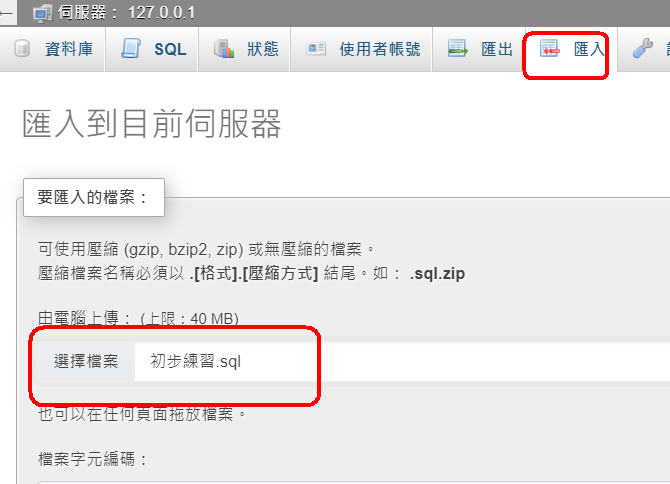 伺服器： 127.0.0.1
資料庫 SQL 狀態 使用者帳號 匯出 匯入
匯入到目前伺服器
要匯入的檔案：
可使用壓縮 (gzip, bzip2, zip) 或無壓縮的檔案。
壓縮檔案名稱必須以 .[格式].[壓縮方式] 結尾。如： .sql.zip
由電腦上傳： (上限：40 MB)
選擇檔案 初步練習.sql
也可以在任何頁面拖放檔案。
檔案字元編碼：